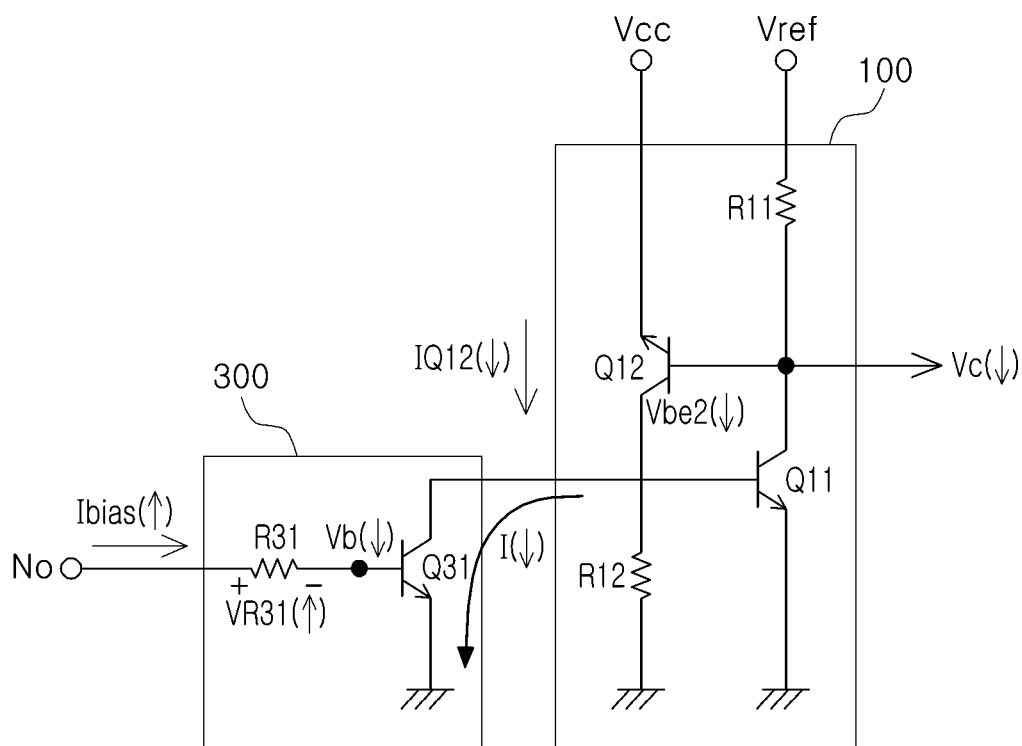 Vcc
Vref
100
R11
IQ12(↓)
Q12
Vc(↓)
Vbe2(↓)
300
Q11
Ibias(↑)
R31
Vb(↓)
Q31
I(↓)
R12
No
+
−
VR31(↑)